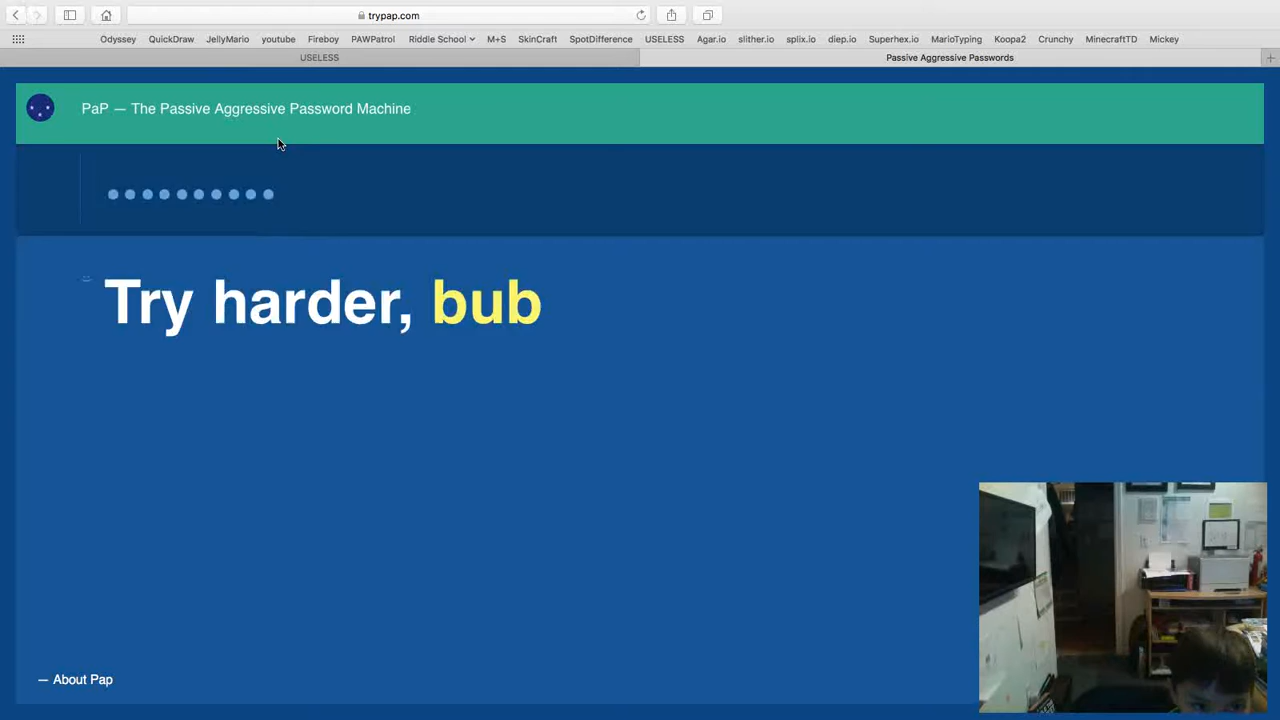 trypap.com
Odyssey QuickDraw JellyMario youtube Fireboy PAWPatrol Riddle School M+S SkinCraft SpotDifference USELESS Agar.io slither.io splix.io diep.io Superhex.io MarioTyping Koopa2 Crunchy MinecraftTD Mickey
USELESS Passive Aggressive Passwords
PaP — The Passive Aggressive Password Machine
Try harder, bub
— About Pap